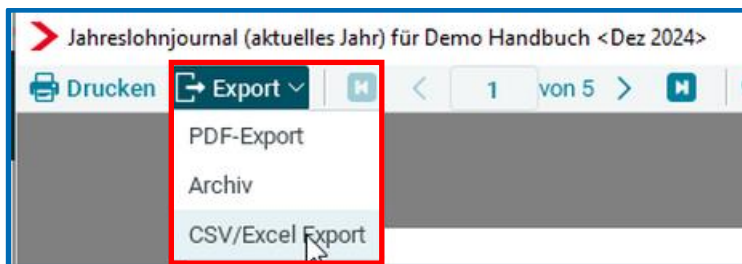 Jahreslohnjournal (aktuelles Jahr) für Demo Handbuch <Dez 2024>
Drucken Export 1 von 5
PDF-Export
Archiv
CSV/Excel Export